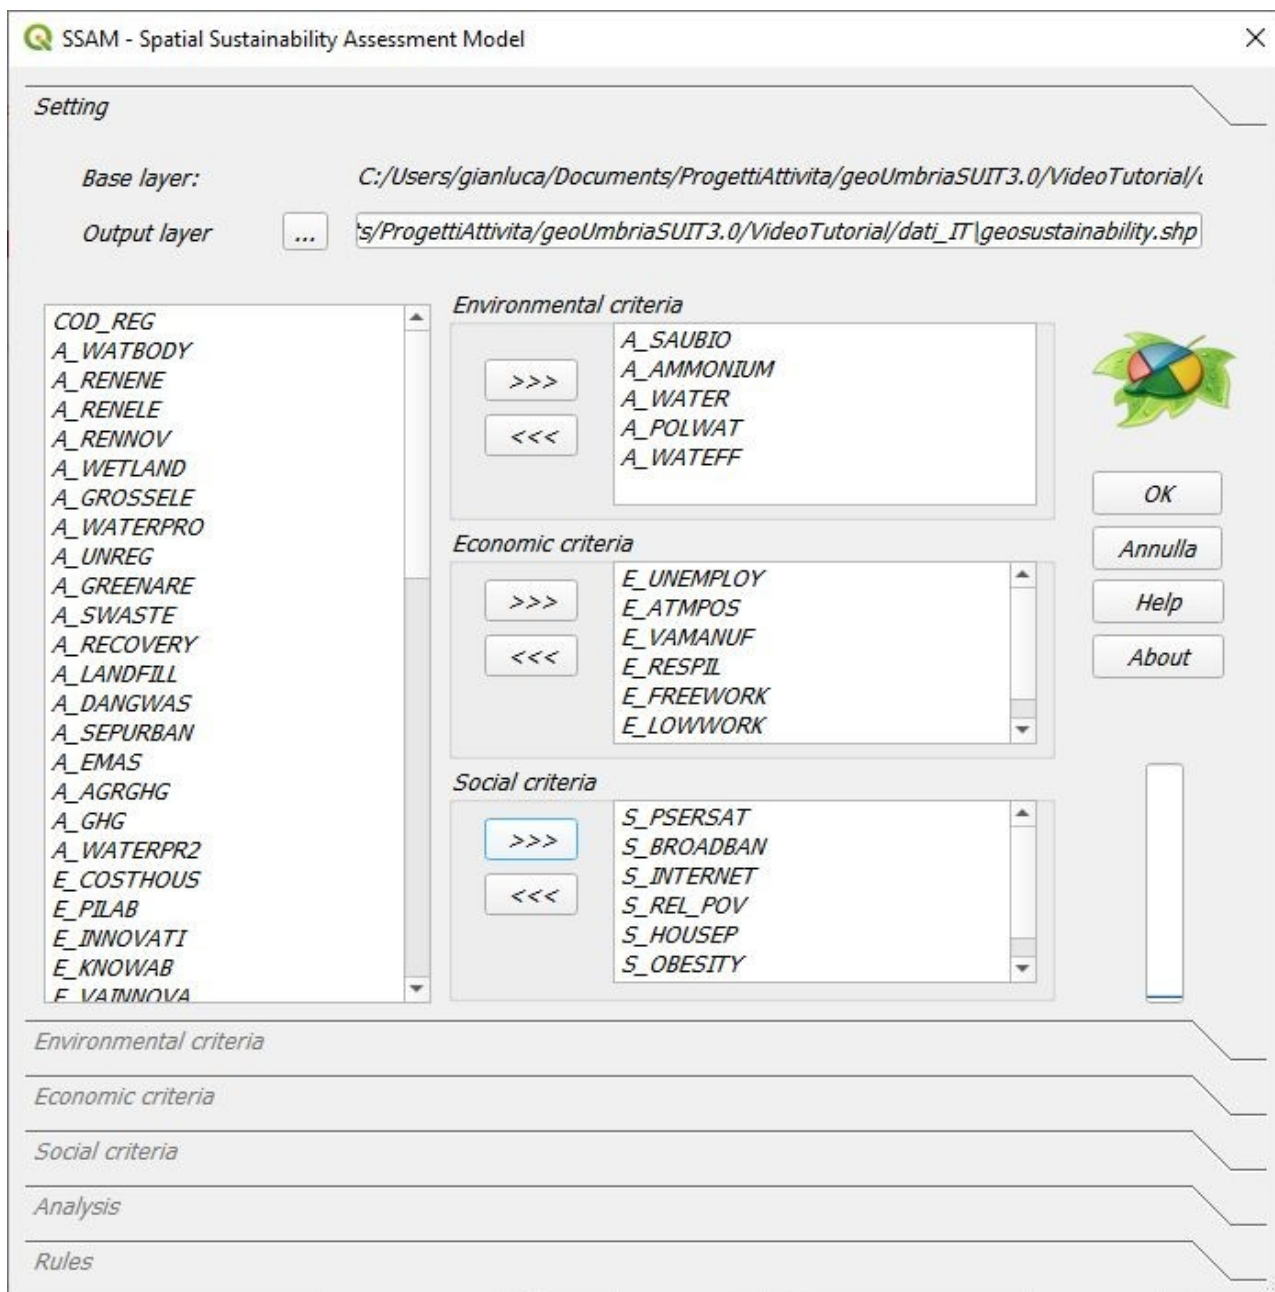 SSAM - Spatial Sustainability Assessment Model
Setting
Base layer:
C:/Users/gianluca/Documents/ProgettiAttivita/geoUmbriaSUIT3.0/VideoTutorial/
Output layer
...
s/ProgettiAttivita/geoUmbriaSUIT3.0/VideoTutorial/dati_IT\geosustainability.shp
COD_REG
A_WATBODY
A_RENENE
A_RENELE
A_RENNOV
A_WETLAND
A_GROSSELE
A_WATERPRO
A_UNREG
A_GREENARE
A_SWASTE
A_RECOVERY
A_LANDFILL
A_DANGWAS
A_SEPURBAN
A_EMAS
A_AGRGHG
A_GHG
A_WATERPR2
E_COSTHOUS
E_PILAB
E_INNOVATI
E_KNOWAB
E_VAINNOVA
Environmental criteria
>>>
<<<
A_SAUBIO
A_AMMONIUM
A_WATER
A_POLWAT
A_WATEFF
Economic criteria
>>>
<<<
E_UNEMPLOY
E_ATMPOS
E_VAMANUF
E_RESPIL
E_FREEWORK
E_LOWWORK
Social criteria
>>>
<<<
S_PSERSAT
S_BROADBAN
S_INTERNET
S_REL_POV
S_HOUSEP
S_OBESITY
OK
Annulla
Help
About
Environmental criteria
Economic criteria
Social criteria
Analysis
Rules